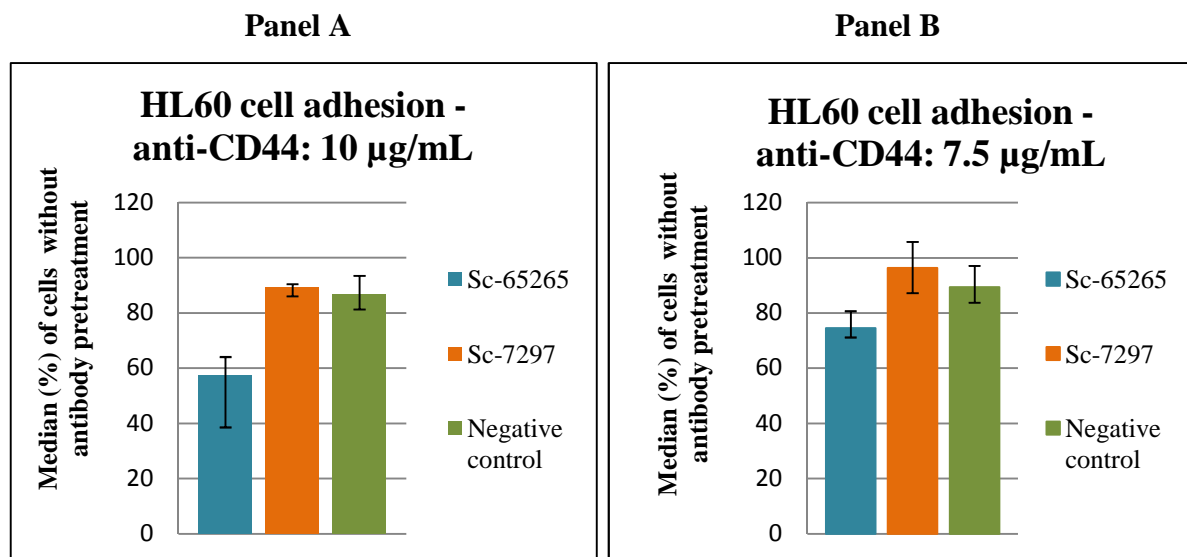 Panel A
HL60 cell adhesion -
anti-CD44: 10 µg/mL
Median (%) of cells without
antibody pretreatment
120
100
80
60
40
20
0
Sc-65265
Sc-7297
Negative
control
Panel B
HL60 cell adhesion -
anti-CD44: 7.5 µg/mL
Median (%) of cells without
antibody pretreatment
120
100
80
60
40
20
0
Sc-65265
Sc-7297
Negative
control